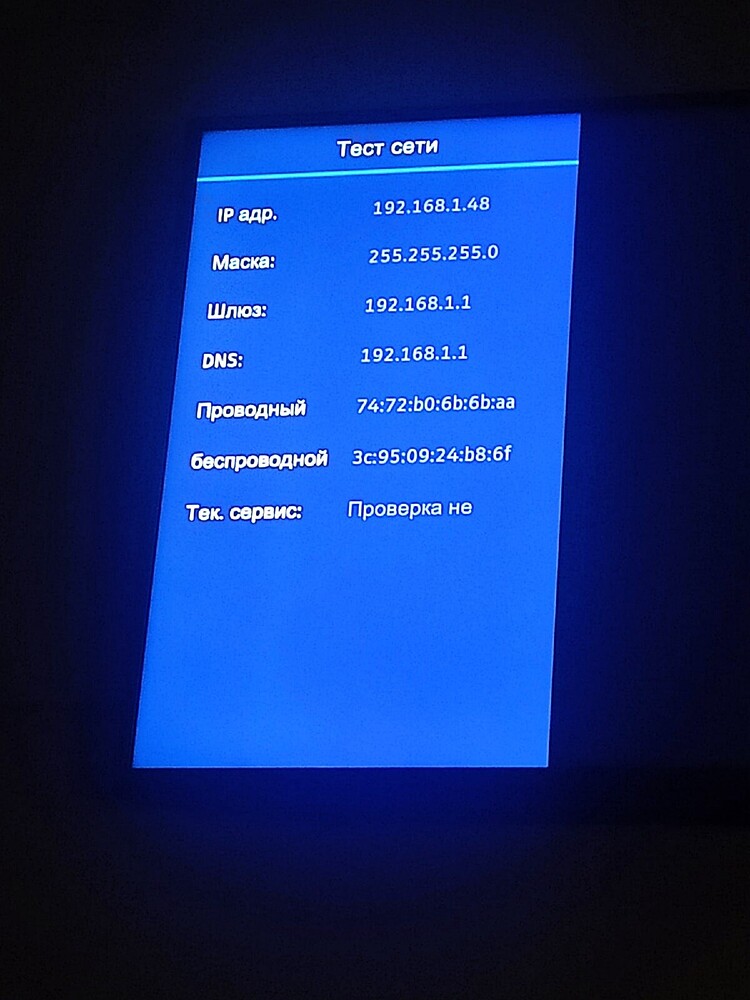 Тест сети
IP адр. 192.168.1.48
Маска: 255.255.255.0
Шлюз: 192.168.1.1
DNS: 192.168.1.1
Проводный 74:72:b0:6b:6b:aa
беспроводной 3c:95:09:24:b8:6f
Тек. сервис: Проверка не